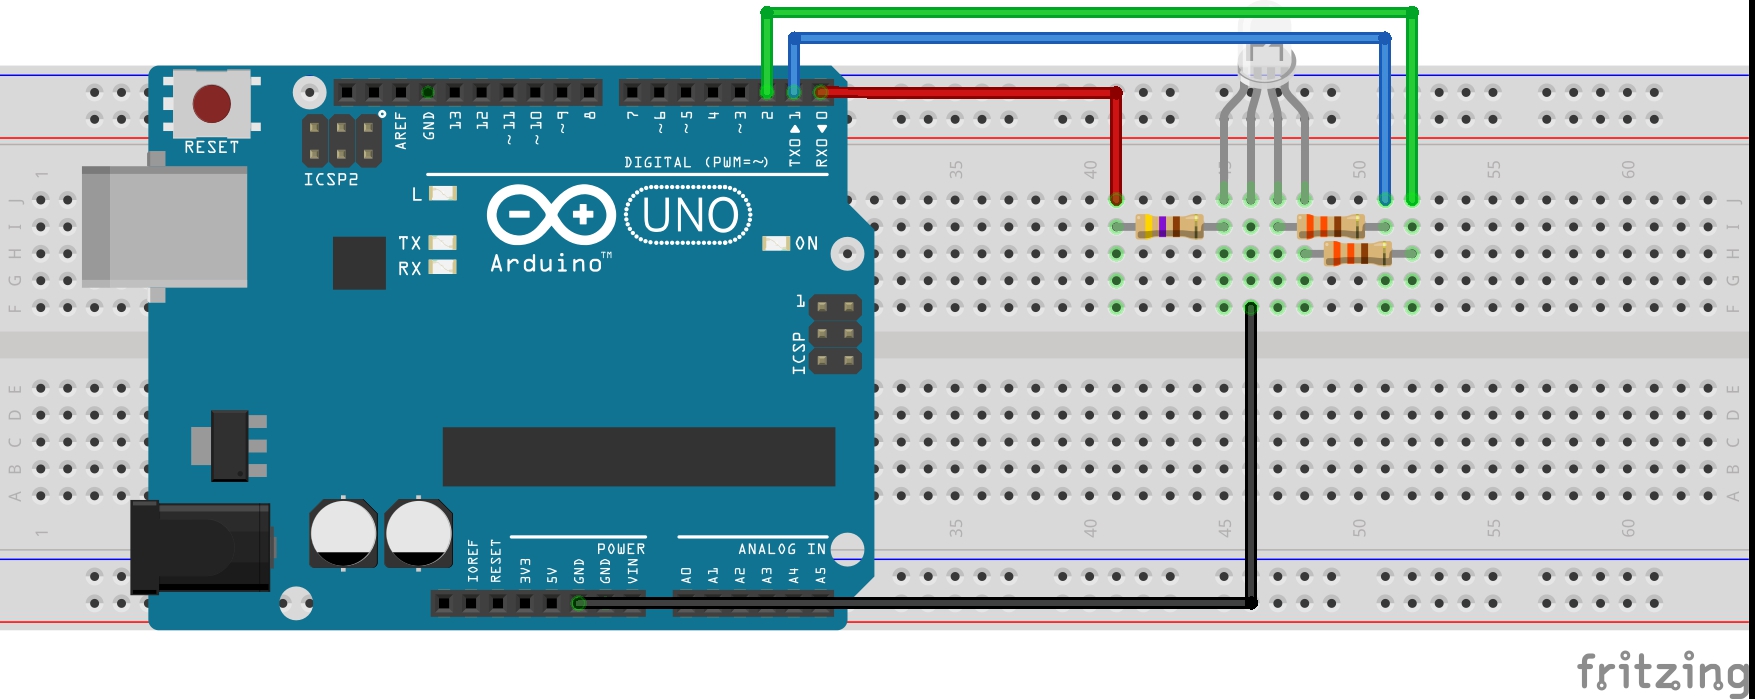 RESET
ICSP2
AREF
GND
13
12
~11
~10
~9
8
7
~6
~5
4
~3
2
TX0▶1
RX0◀0
DIGITAL (PWM=~)
L
TX
RX
UNO
Arduino™
ON
1
ICSP
IOREF
RESET
3V3
5V
GND
GND
VIN
POWER
ANALOG IN
A0
A1
A2
A3
A4
A5
1
35
40
45
50
55
60
J
I
H
G
F
E
D
C
B
A
J
I
H
G
F
E
D
C
B
A
1
35
40
45
50
55
60
fritzing